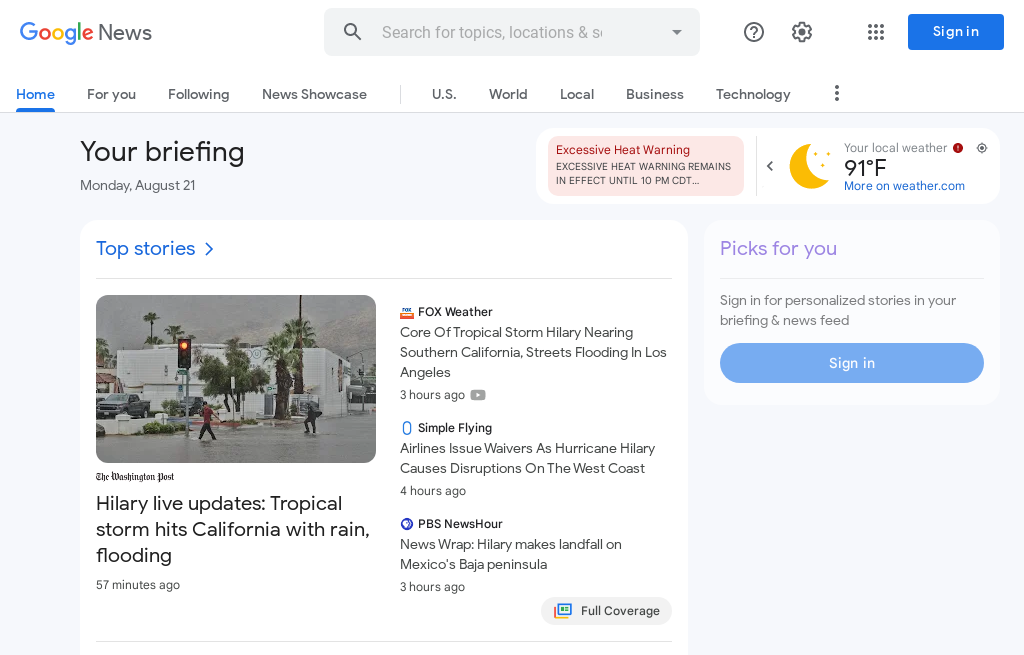 Google News
Search for topics, locations & s
Sign in
Home
For you
Following
News Showcase
U.S.
World
Local
Business
Technology
Your briefing
Monday, August 21
Excessive Heat Warning
EXCESSIVE HEAT WARNING REMAINS
IN EFFECT UNTIL 10 PM CDT...
Your local weather
91°F
More on weather.com
Top stories
The Washington Post
Hilary live updates: Tropical
storm hits California with rain,
flooding
57 minutes ago
FOX Weather
Core Of Tropical Storm Hilary Nearing
Southern California, Streets Flooding In Los
Angeles
3 hours ago
Simple Flying
Airlines Issue Waivers As Hurricane Hilary
Causes Disruptions On The West Coast
4 hours ago
PBS NewsHour
News Wrap: Hilary makes landfall on
Mexico's Baja peninsula
3 hours ago
Full Coverage
Picks for you
Sign in for personalized stories in your
briefing & news feed
Sign in